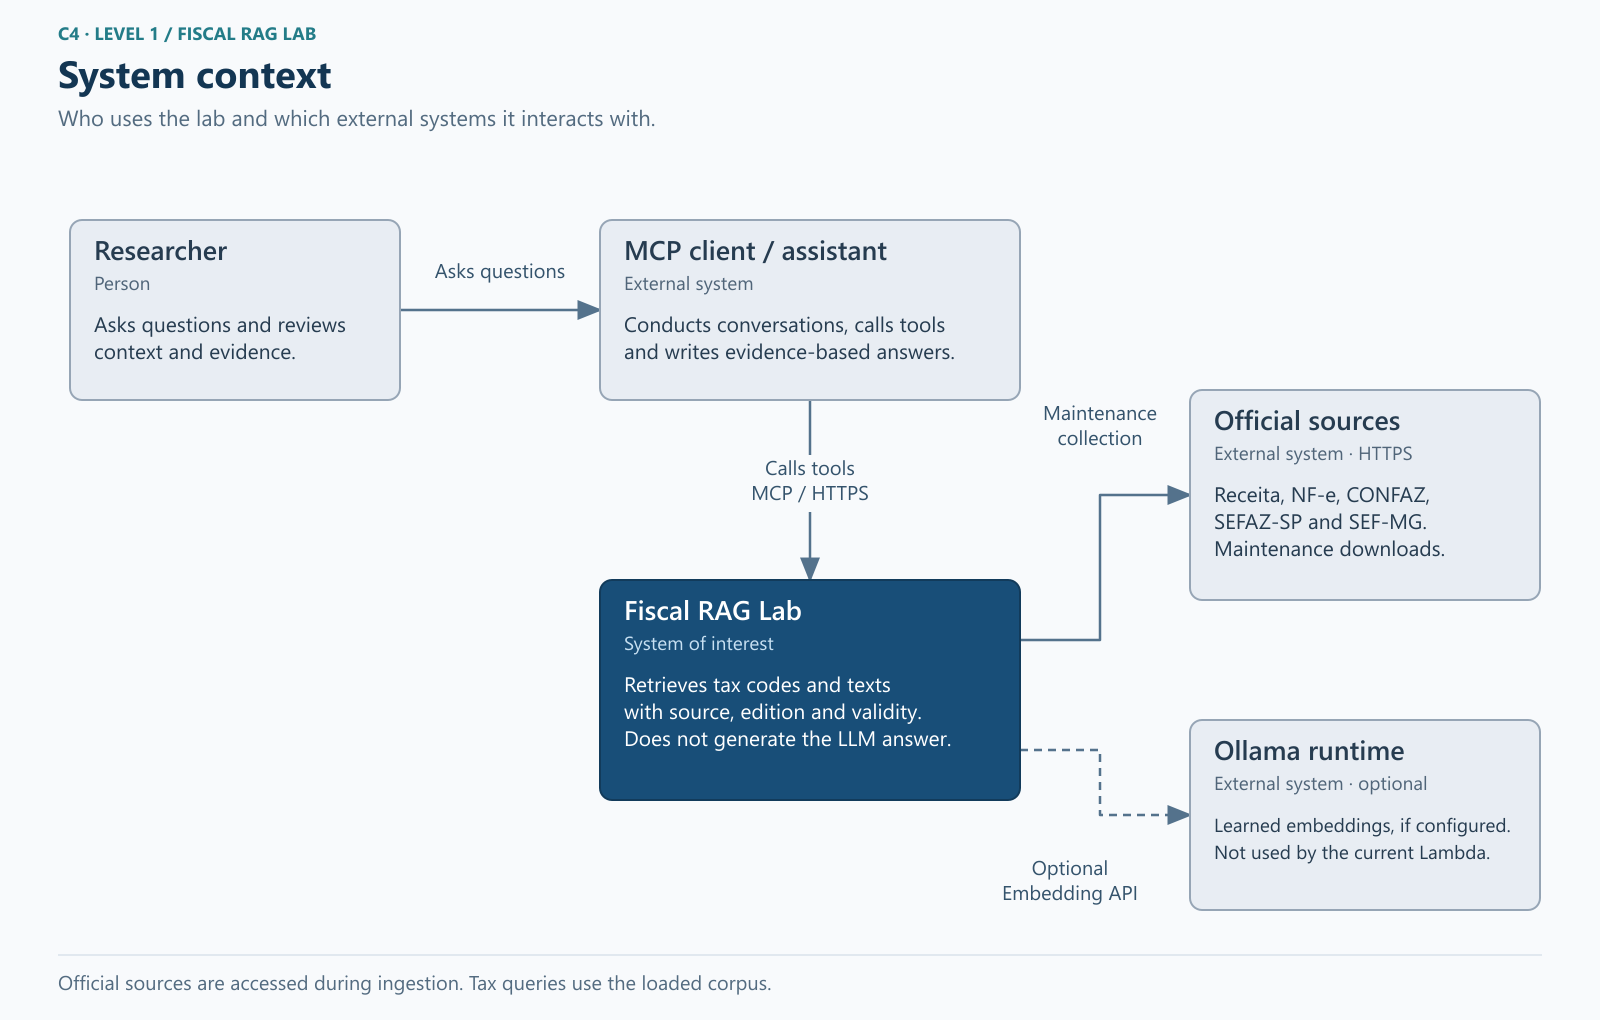 C4 · LEVEL 1 / FISCAL RAG LAB
System context
Who uses the lab and which external systems it interacts with.
Researcher
Person
Asks questions and reviews
context and evidence.
Asks questions
MCP client / assistant
External system
Conducts conversations, calls tools
and writes evidence-based answers.
Calls tools
MCP / HTTPS
Maintenance
collection
Official sources
External system · HTTPS
Receita, NF-e, CONFAZ,
SEFAZ-SP and SEF-MG.
Maintenance downloads.
Fiscal RAG Lab
System of interest
Retrieves tax codes and texts
with source, edition and validity.
Does not generate the LLM answer.
Optional
Embedding API
Ollama runtime
External system · optional
Learned embeddings, if configured.
Not used by the current Lambda.
Official sources are accessed during ingestion. Tax queries use the loaded corpus.